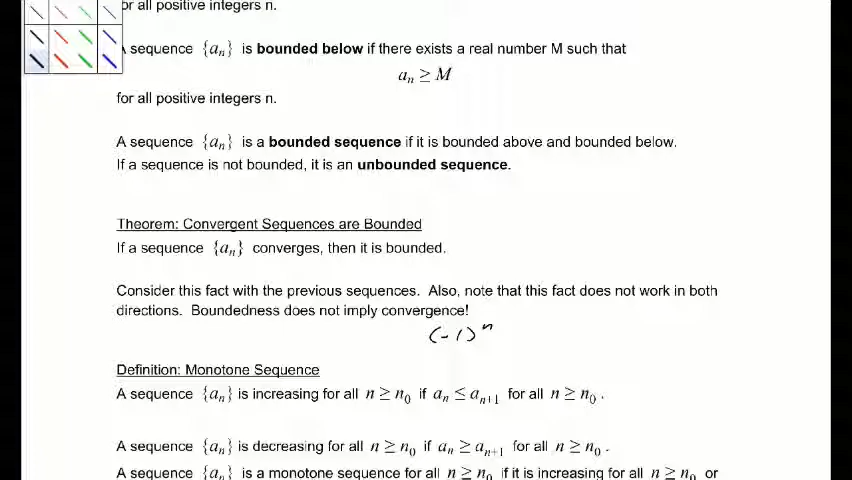 or all positive integers n.
sequence {aₙ} is bounded below if there exists a real number M such that
aₙ ≥ M
for all positive integers n.
A sequence {aₙ} is a bounded sequence if it is bounded above and bounded below.
If a sequence is not bounded, it is an unbounded sequence.
Theorem: Convergent Sequences are Bounded
If a sequence {aₙ} converges, then it is bounded.
Consider this fact with the previous sequences. Also, note that this fact does not work in both
directions. Boundedness does not imply convergence!
(-1)ⁿ
Definition: Monotone Sequence
A sequence {aₙ} is increasing for all n ≥ n₀ if aₙ ≤ aₙ₊₁ for all n ≥ n₀ .
A sequence {aₙ} is decreasing for all n ≥ n₀ if aₙ ≥ aₙ₊₁ for all n ≥ n₀ .
A sequence {aₙ} is a monotone sequence for all n ≥ n₀ if it is increasing for all n ≥ n₀ or